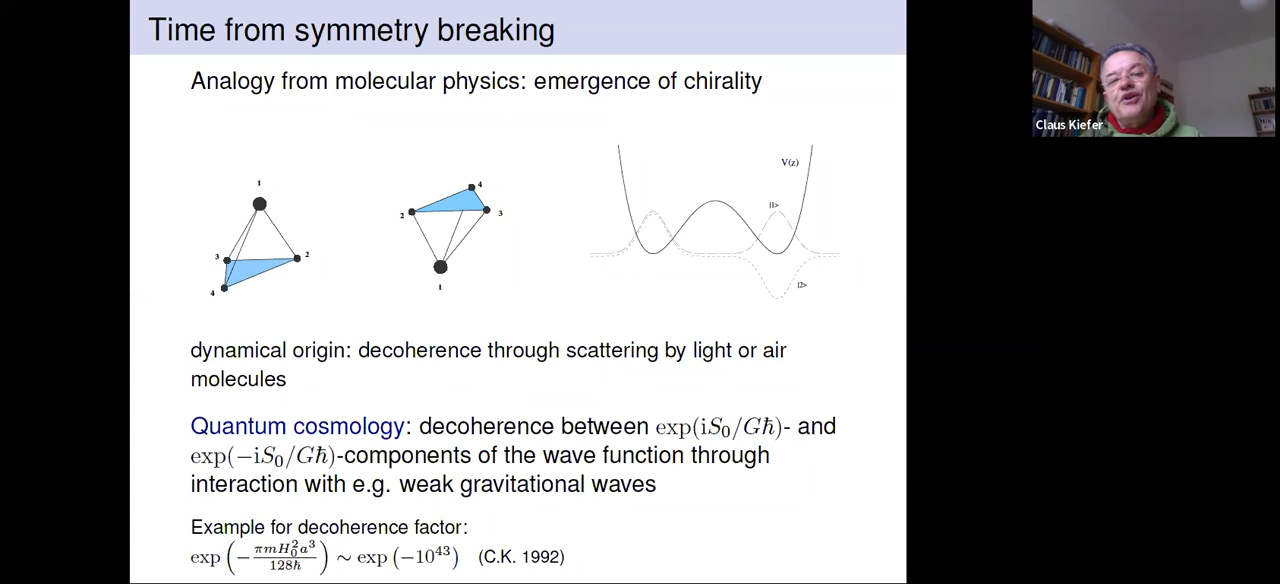 Time from symmetry breaking
Analogy from molecular physics: emergence of chirality
1
3
2
4
4
2
3
1
V(z)
|1>
|2>
dynamical origin: decoherence through scattering by light or air
molecules
Quantum cosmology: decoherence between exp(iS₀/Għ)- and
exp(−iS₀/Għ)-components of the wave function through
interaction with e.g. weak gravitational waves
Example for decoherence factor:
exp(−πmH₀²a³/128ħ) ∼ exp(−10⁴³) (C.K. 1992)
Claus Kiefer